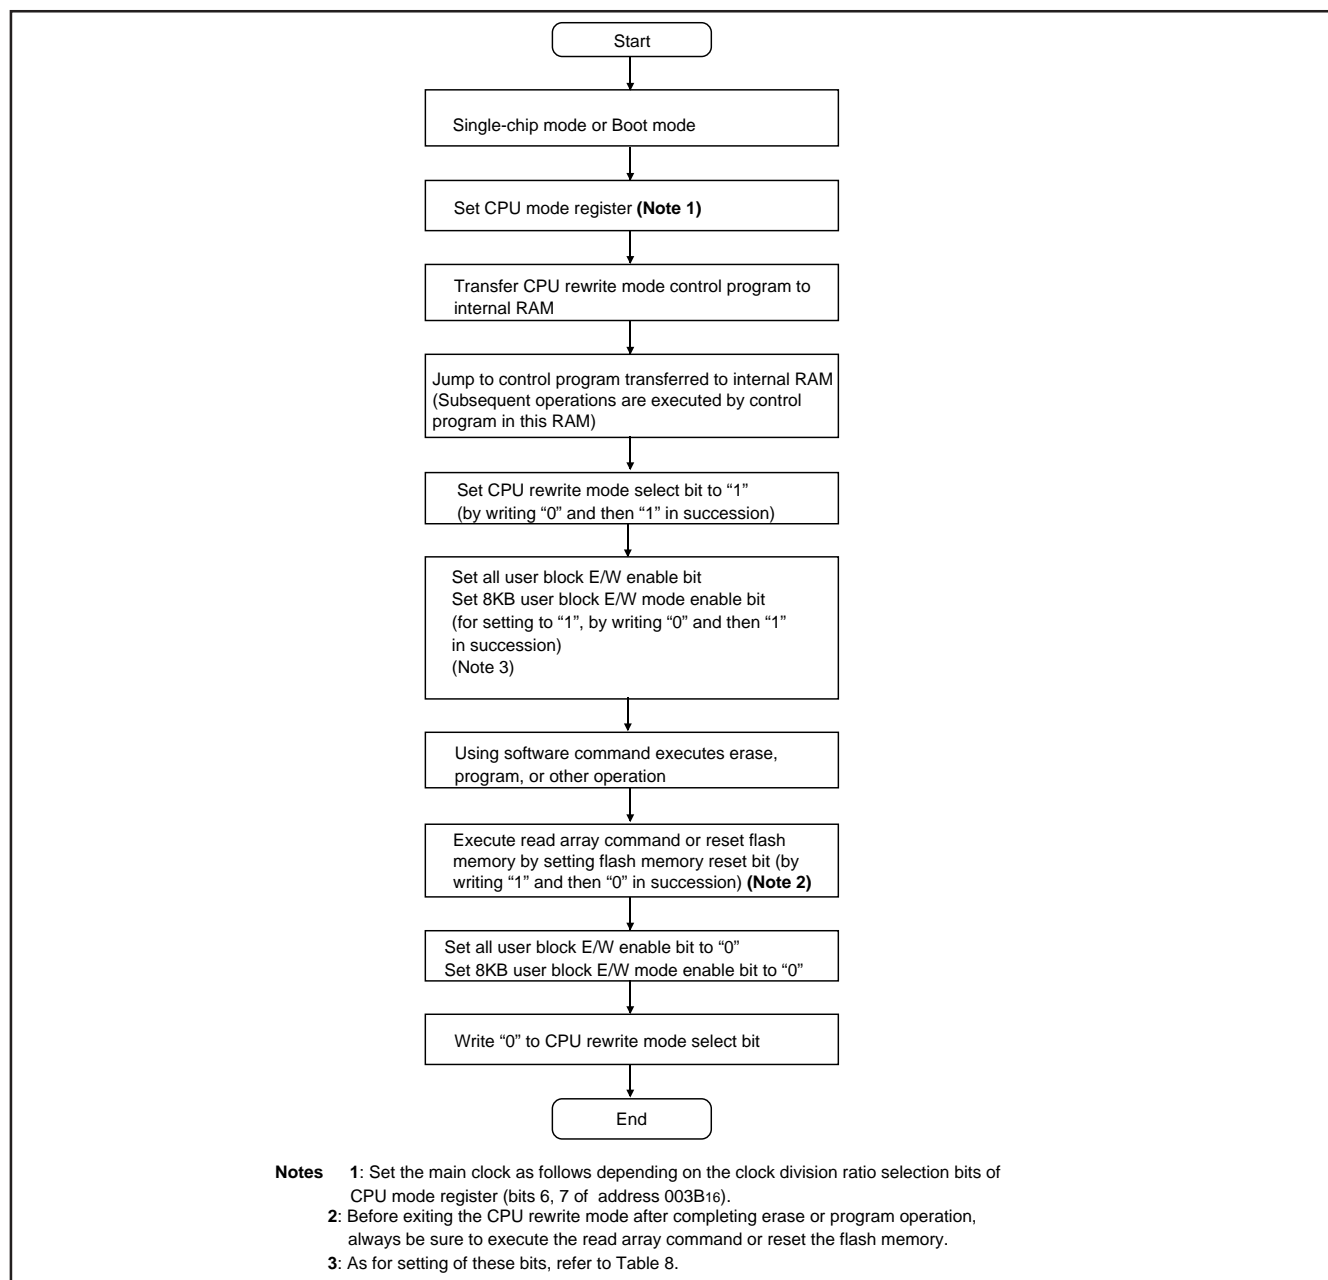 Start
Single-chip mode or Boot mode
Set CPU mode register (Note 1)
Transfer CPU rewrite mode control program to
internal RAM
Jump to control program transferred to internal RAM
(Subsequent operations are executed by control
program in this RAM)
Set CPU rewrite mode select bit to “1”
(by writing “0” and then “1” in succession)
Set all user block E/W enable bit
Set 8KB user block E/W mode enable bit
(for setting to “1”, by writing “0” and then “1”
in succession)
(Note 3)
Using software command executes erase,
program, or other operation
Execute read array command or reset flash
memory by setting flash memory reset bit (by
writing “1” and then “0” in succession) (Note 2)
Set all user block E/W enable bit to “0”
Set 8KB user block E/W mode enable bit to “0”
Write “0” to CPU rewrite mode select bit
End
Notes 1: Set the main clock as follows depending on the clock division ratio selection bits of
CPU mode register (bits 6, 7 of address 003B16).
2: Before exiting the CPU rewrite mode after completing erase or program operation,
always be sure to execute the read array command or reset the flash memory.
3: As for setting of these bits, refer to Table 8.